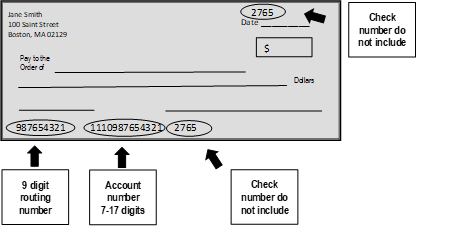 Jane Smith
100 Saint Street
Boston, MA 02129
2765
Date
$
Pay to the
Order of
Dollars
987654321 1110987654321 2765
Check
number do
not include
9 digit
routing
number
Account
number
7-17 digits
Check
number do
not include